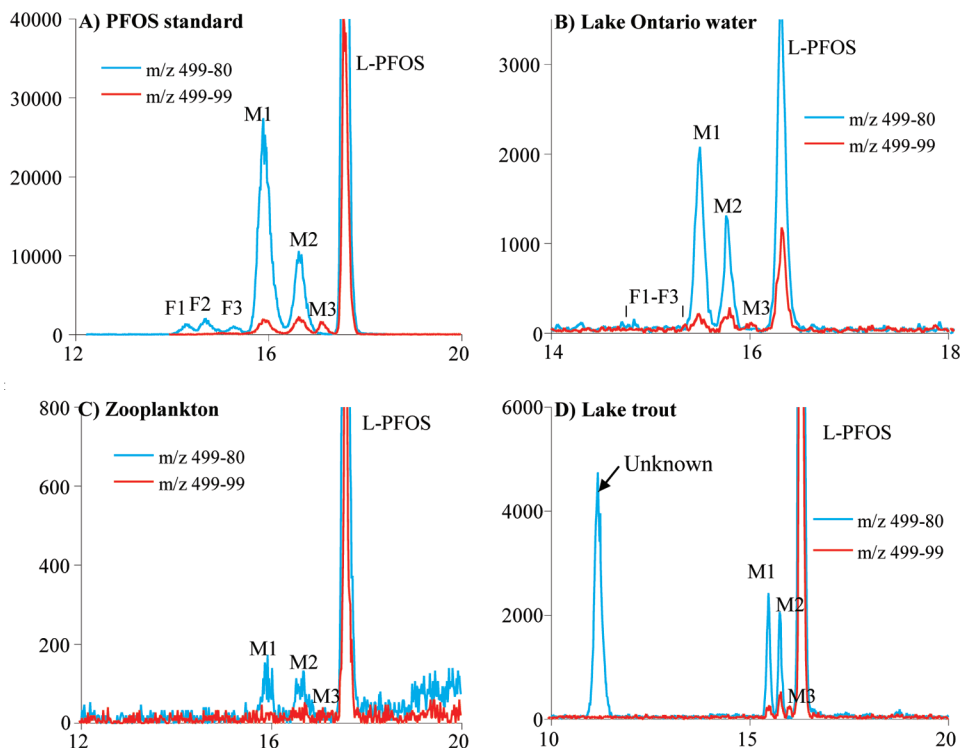 A) PFOS standard
40000
30000
20000
10000
0
m/z 499-80
m/z 499-99
L-PFOS
M1
M2
M3
F1
F2
F3
12
16
20
B) Lake Ontario water
3000
2000
1000
0
L-PFOS
m/z 499-80
m/z 499-99
M1
M2
M3
F1-F3
14
16
18
C) Zooplankton
800
600
400
200
0
L-PFOS
m/z 499-80
m/z 499-99
M1
M2
M3
12
16
20
D) Lake trout
6000
4000
2000
0
L-PFOS
Unknown
m/z 499-80
m/z 499-99
M1
M2
M3
10
15
20